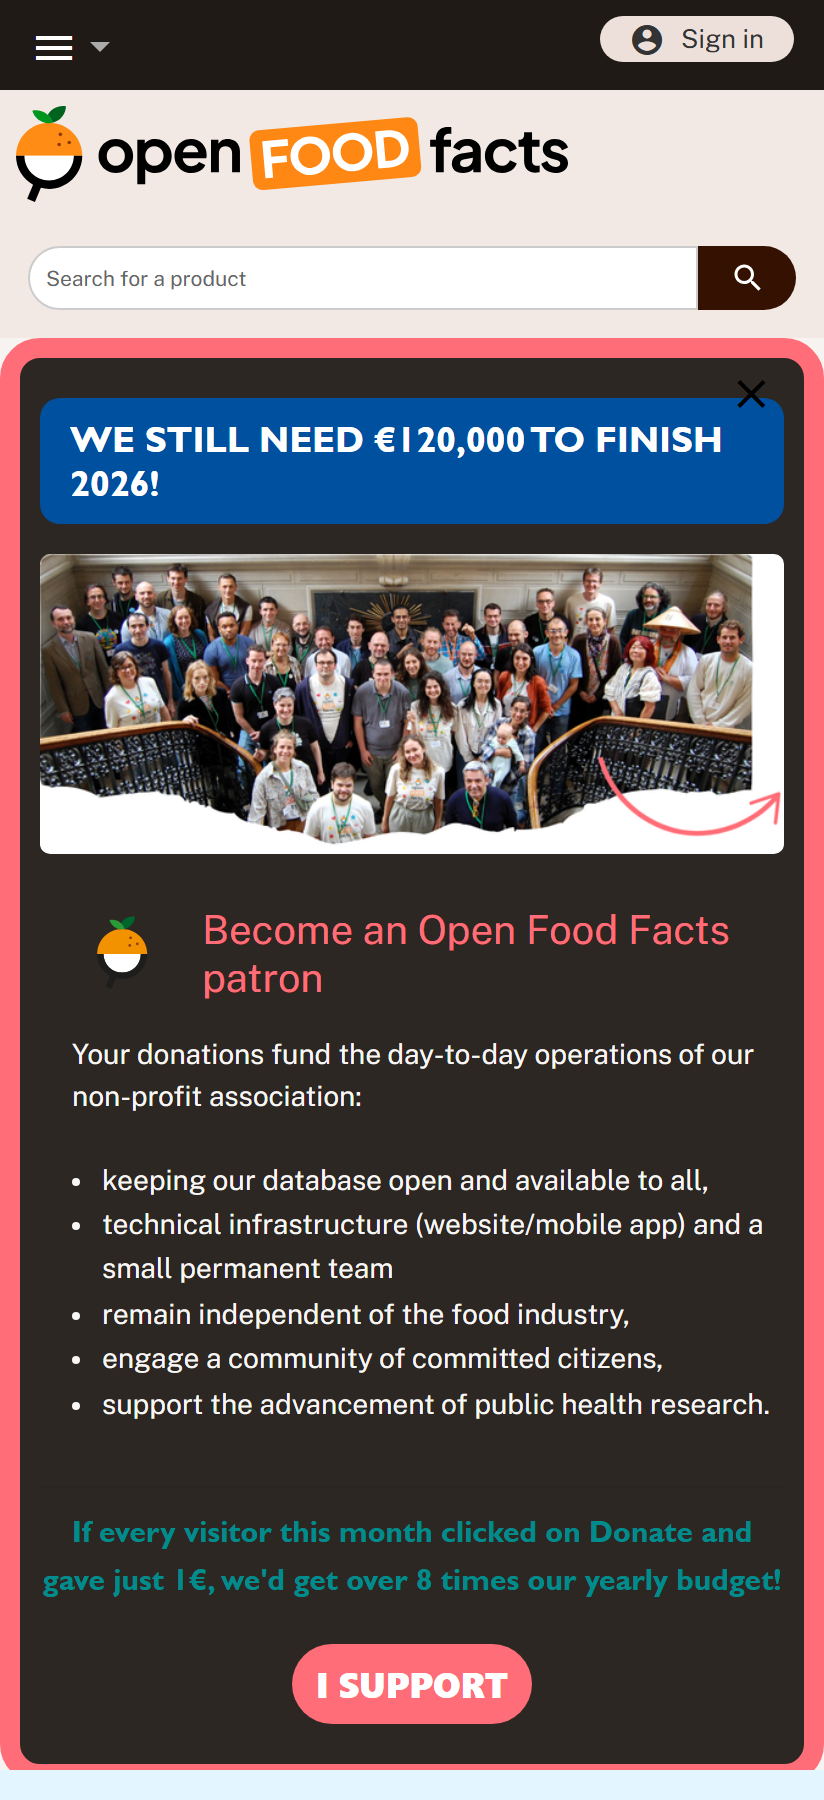 Sign in
open FOOD facts
Search for a product
WE STILL NEED €120,000 TO FINISH
2026!
Become an Open Food Facts
patron
Your donations fund the day-to-day operations of our
non-profit association:
• keeping our database open and available to all,
• technical infrastructure (website/mobile app) and a
small permanent team
• remain independent of the food industry,
• engage a community of committed citizens,
• support the advancement of public health research.
If every visitor this month clicked on Donate and
gave just 1€, we'd get over 8 times our yearly budget!
I SUPPORT